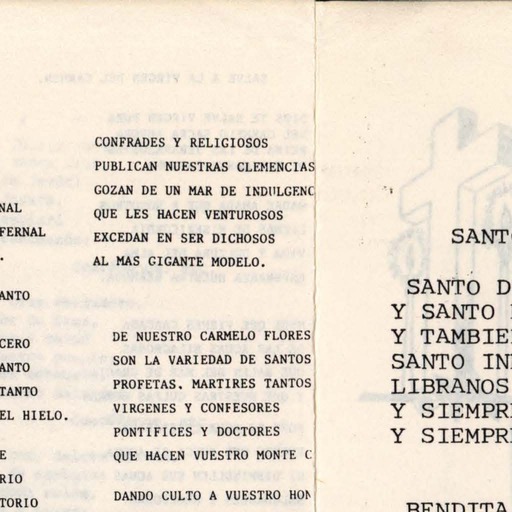 NAL
FERNAL
.
ANTO
CERO
ANTO
TANTO
EL HIELO.
E
RIO
TORIO
CONFRADES Y RELIGIOSOS
PUBLICAN NUESTRAS CLEMENCIAS
GOZAN DE UN MAR DE INDULGENC
QUE LES HACEN VENTUROSOS
EXCEDAN EN SER DICHOSOS
AL MAS GIGANTE MODELO.
DE NUESTRO CARMELO FLORES
SON LA VARIEDAD DE SANTOS
PROFETAS. MARTIRES TANTOS
VIRGENES Y CONFESORES
PONTIFICES Y DOCTORES
QUE HACEN VUESTRO MONTE C
DANDO CULTO A VUESTRO HON
SANT
SANTO D
Y SANTO
Y TAMBIE
SANTO IN
LIBRANOS
Y SIEMPR
Y SIEMPR
BENDITA